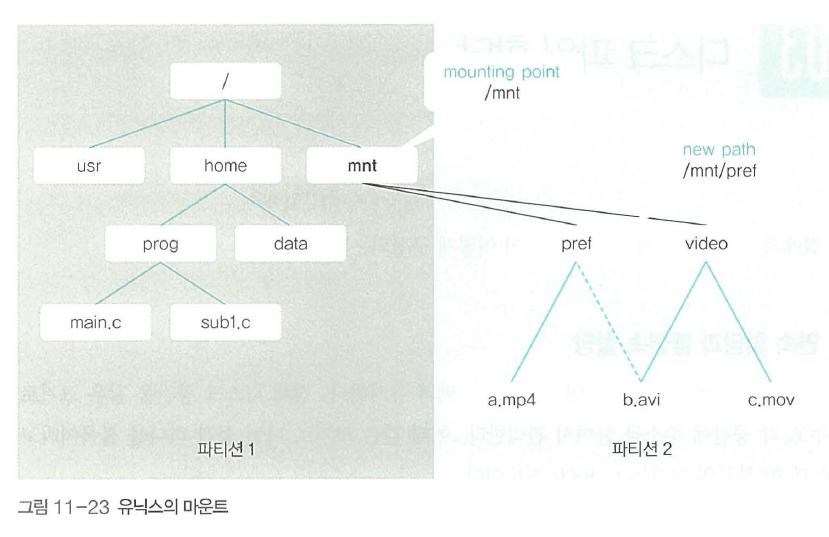 /
mounting point
/mnt
usr
home
mnt
new path
/mnt/pref
prog
data
pref
video
main.c
sub1.c
a.mp4
b.avi
c.mov
파티션 1
파티션 2
그림 11-23 유닉스의 마운트